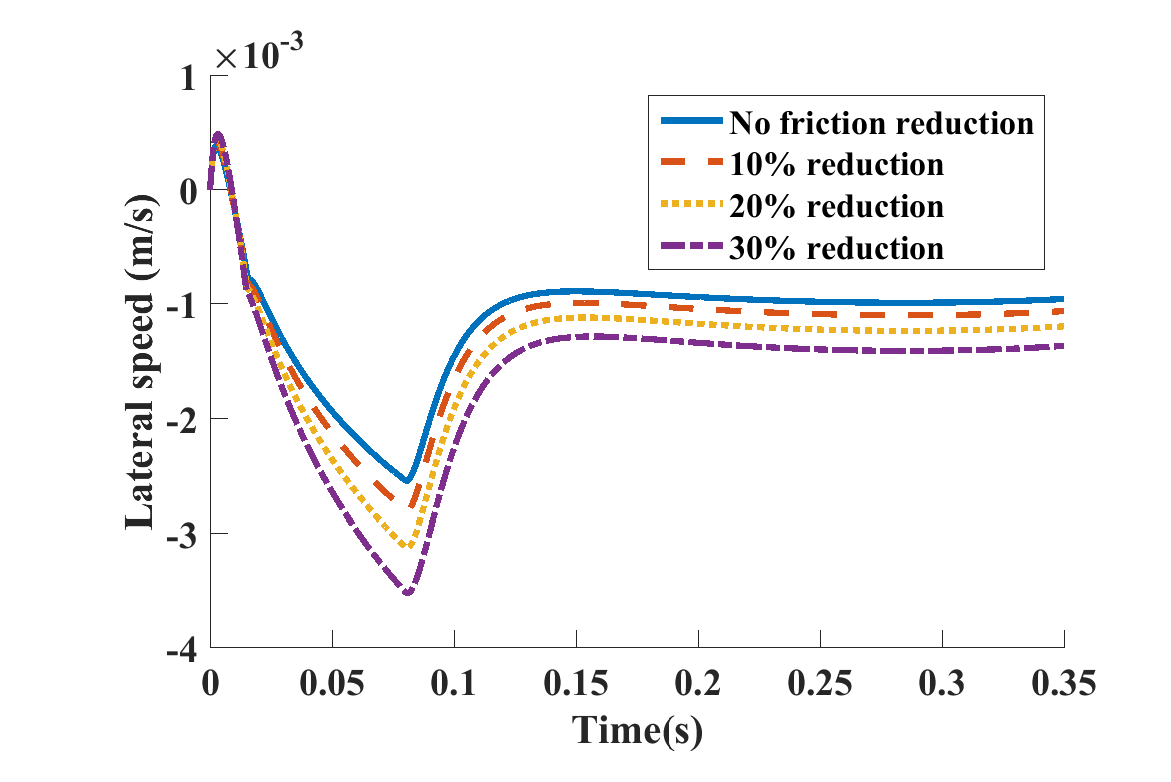 ×10-3
1
0
-1
-2
-3
-4
Lateral speed (m/s)
No friction reduction
10% reduction
20% reduction
30% reduction
0 0.05 0.1 0.15 0.2 0.25 0.3 0.35
Time(s)